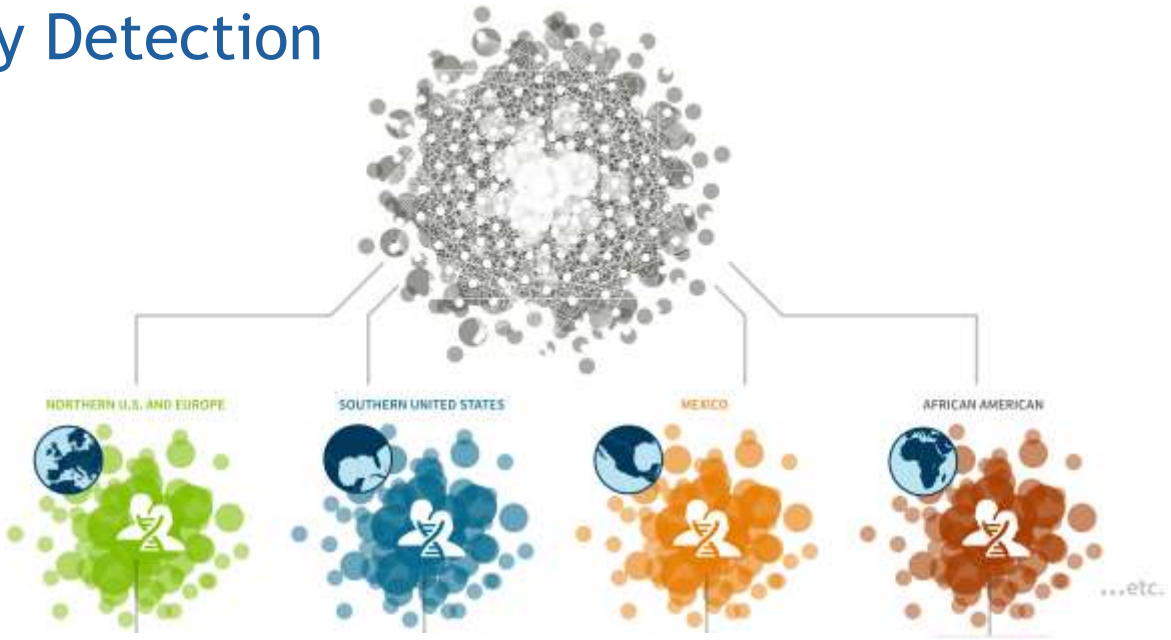 y Detection
NORTHERN U.S. AND EUROPE
SOUTHERN UNITED STATES
MEXICO
AFRICAN AMERICAN
...etc.